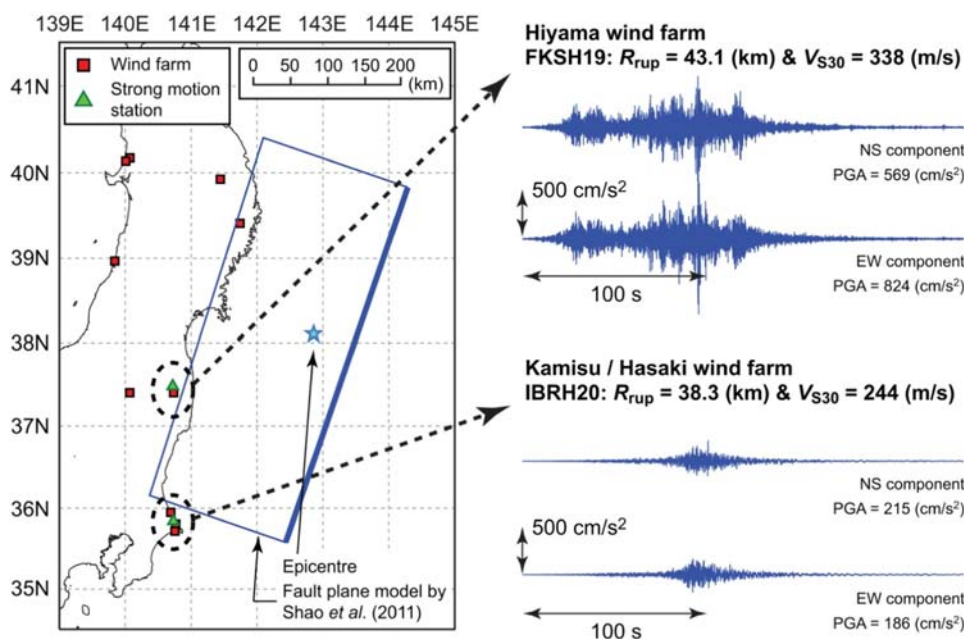 139E 140E 141E 142E 143E 144E 145E
41N
40N
39N
38N
37N
36N
35N
Wind farm
Strong motion
station
0 50 100 200
(km)
Epicentre
Fault plane model by
Shao et al. (2011)
Hiyama wind farm
FKSH19: Rrup = 43.1 (km) & VS30 = 338 (m/s)
NS component
PGA = 569 (cm/s²)
500 cm/s²
EW component
PGA = 824 (cm/s²)
100 s
Kamisu / Hasaki wind farm
IBRH20: Rrup = 38.3 (km) & VS30 = 244 (m/s)
NS component
PGA = 215 (cm/s²)
500 cm/s²
EW component
PGA = 186 (cm/s²)
100 s